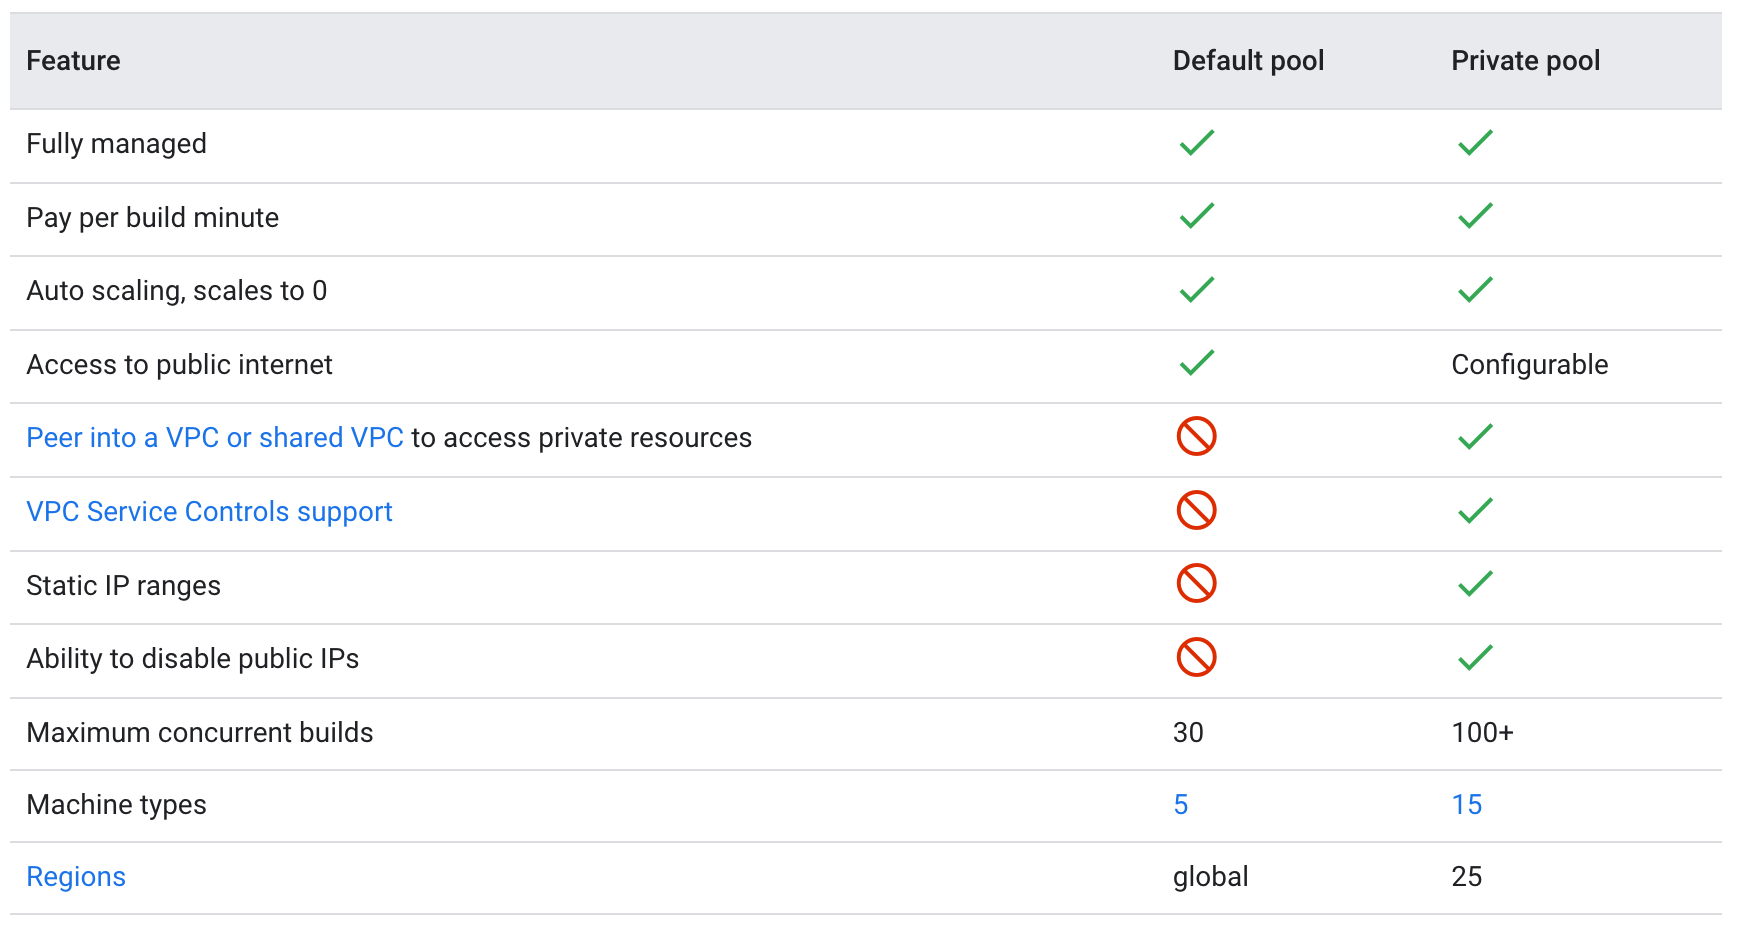 Feature Default pool Private pool
Fully managed
Pay per build minute
Auto scaling, scales to 0
Access to public internet Configurable
Peer into a VPC or shared VPC to access private resources
VPC Service Controls support
Static IP ranges
Ability to disable public IPs
Maximum concurrent builds 30 100+
Machine types 5 15
Regions global 25